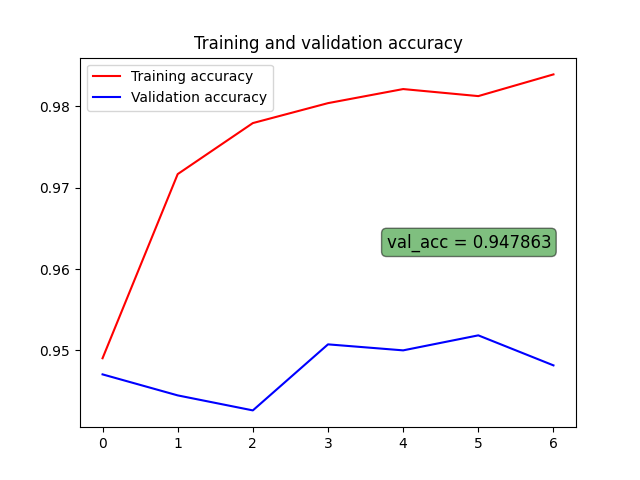 Training and validation accuracy
Training accuracy
Validation accuracy
0.98
0.97
0.96
0.95
val_acc = 0.947863
0 1 2 3 4 5 6